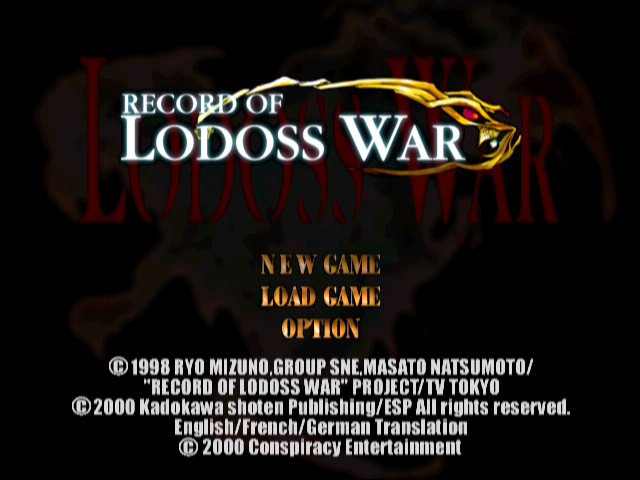 RECORD OF
LODOSS WAR
LODOSS WAR
NEW GAME
LOAD GAME
OPTION
© 1998 RYO MIZUNO,GROUP SNE,MASATO NATSUMOTO/
"RECORD OF LODOSS WAR" PROJECT/TV TOKYO
© 2000 Kadokawa shoten Publishing/ESP All rights reserved.
English/French/German Translation
© 2000 Conspiracy Entertainment